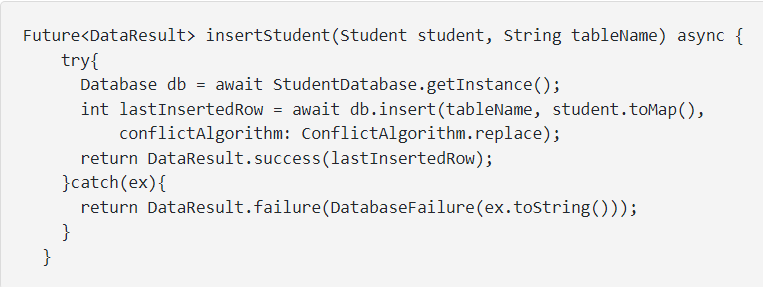 Future<DataResult> insertStudent(Student student, String tableName) async {
    try{
      Database db = await StudentDatabase.getInstance();
      int lastInsertedRow = await db.insert(tableName, student.toMap(),
          conflictAlgorithm: ConflictAlgorithm.replace);
      return DataResult.success(lastInsertedRow);
    }catch(ex){
      return DataResult.failure(DatabaseFailure(ex.toString()));
    }
  }